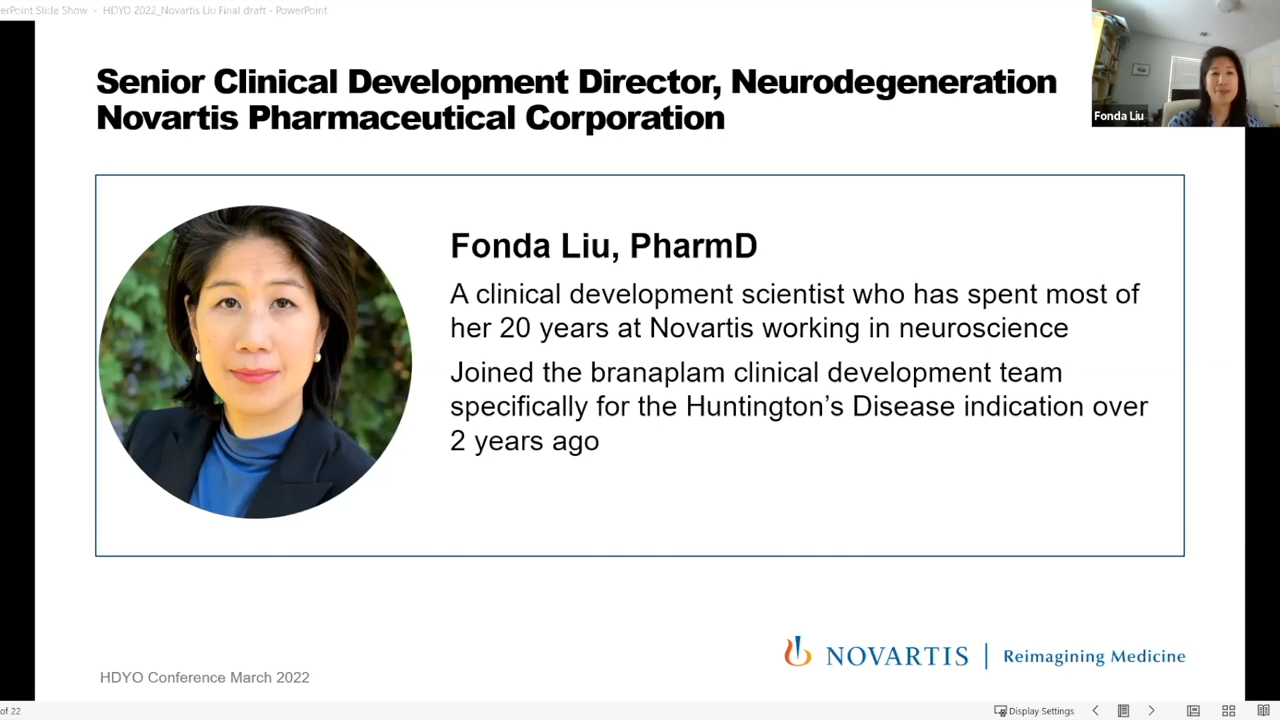 erPoint Slide Show - HDYO 2022_Novartis Liu Final draft - PowerPoint
Senior Clinical Development Director, Neurodegeneration
Novartis Pharmaceutical Corporation
Fonda Liu
Fonda Liu, PharmD
A clinical development scientist who has spent most of
her 20 years at Novartis working in neuroscience
Joined the branaplam clinical development team
specifically for the Huntington’s Disease indication over
2 years ago
NOVARTIS | Reimagining Medicine
HDYO Conference March 2022
of 22
Display Settings